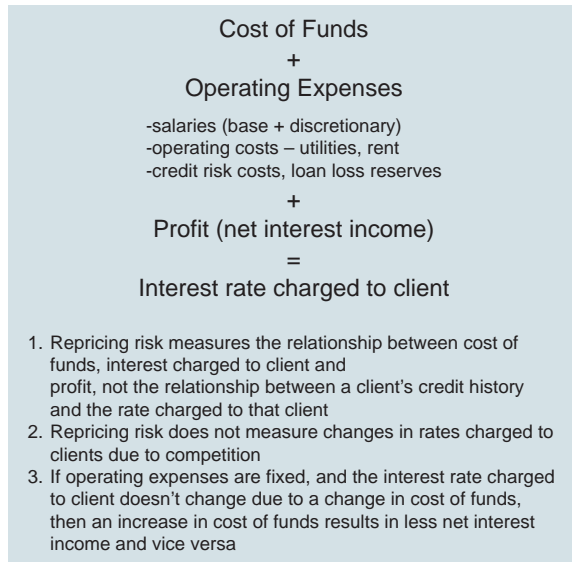 Cost of Funds
+
Operating Expenses
-salaries (base + discretionary)
-operating costs – utilities, rent
-credit risk costs, loan loss reserves
+
Profit (net interest income)
=
Interest rate charged to client
1. Repricing risk measures the relationship between cost of
funds, interest charged to client and
profit, not the relationship between a client’s credit history
and the rate charged to that client
2. Repricing risk does not measure changes in rates charged to
clients due to competition
3. If operating expenses are fixed, and the interest rate charged
to client doesn’t change due to a change in cost of funds,
then an increase in cost of funds results in less net interest
income and vice versa